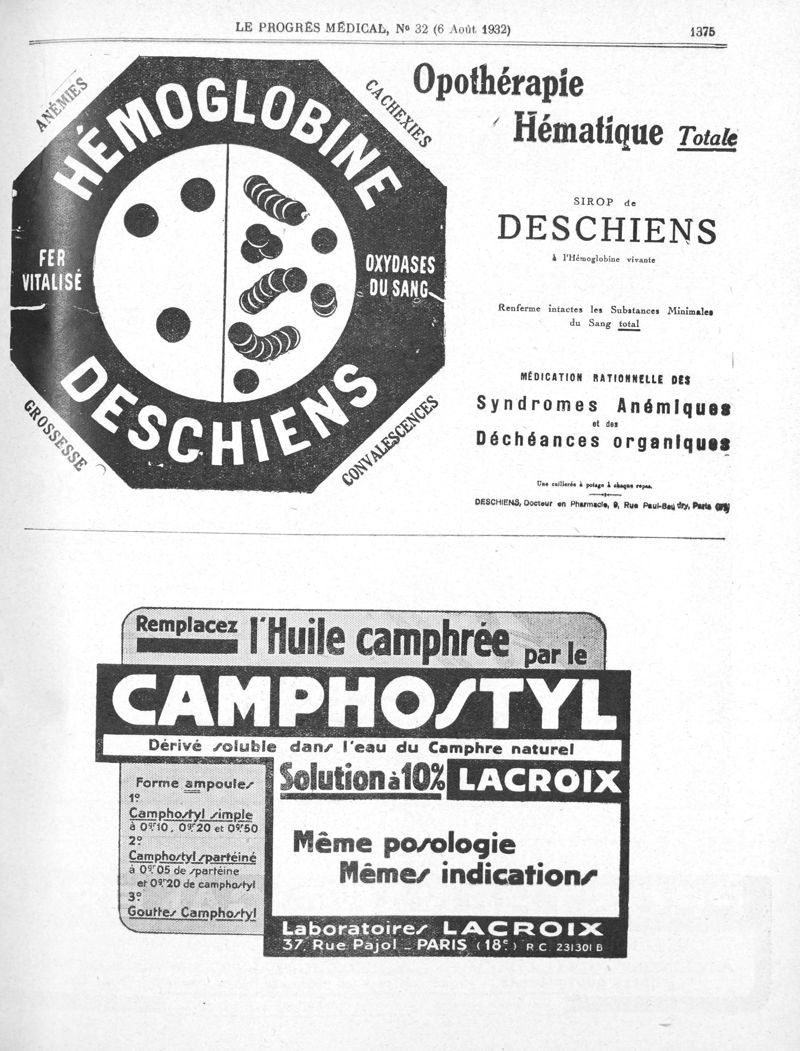 LE PROGRÈS MÉDICAL, Nº 32 (6 Août 1932)
1375
ANÉMIES
CACHEXIES
HÉMOGLOBINE
FER
VITALISÉ
OXYDASES
DU SANG
DESCHIENS
GROSSESSE
CONVALESCENCES
Opothérapie
Hématique Totale
SIROP de
DESCHIENS
à l'Hémoglobine vivante
Renferme intactes les Substances Minimales
du Sang total
MÉDICATION RATIONNELLE DES
Syndromes Anémiques
et des
Déchéances organiques
Une cuillerée à potage à chaque repas.
DESCHIENS, Docteur en Pharmacie, 9, Rue Paul-Baudry, Paris
Remplacez l'Huile camphrée par le
CAMPHOSTYL
Dérivé soluble dans l'eau du Camphre naturel
Solution à 10% LACROIX
Forme ampoules
1º
Camphostyl simple
à 0gr10, 0gr20 et 0gr50
2º
Camphostyl spartéiné
à 0gr05 de spartéine
et 0gr20 de camphostyl
3º
Gouttes Camphostyl
Même posologie
Mêmes indications
Laboratoires LACROIX
37, Rue Pajol - PARIS (18e) R.C. 231301 B